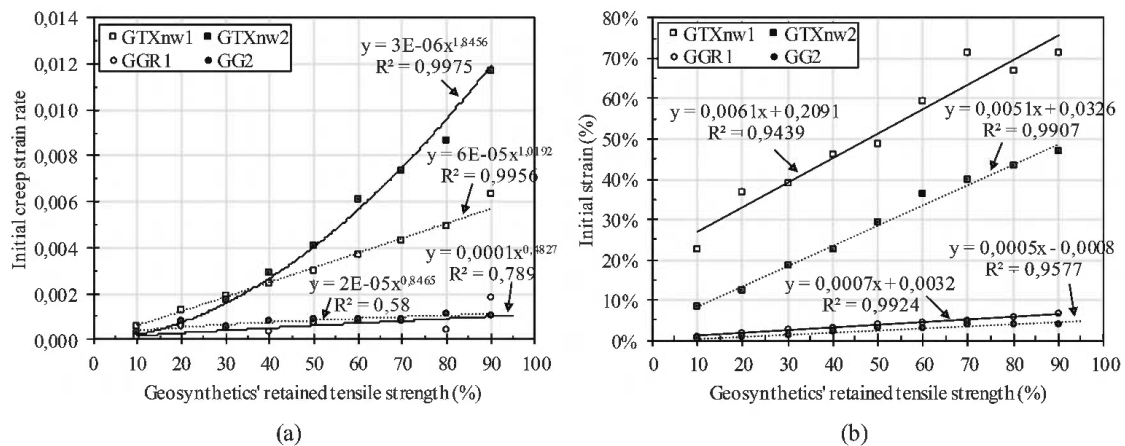 0,014
0,012
0,010
0,008
0,006
0,004
0,002
0,000
0 10 20 30 40 50 60 70 80 90 100
Initial creep strain rate
Geosynthetics' retained tensile strength (%)
GTXnw1 GTXnw2
GGR1 GG2
y = 3E-06x^1,8456
R² = 0,9975
y = 6E-05x^1,0192
R² = 0,9956
y = 0,0001x^0,4827
R² = 0,789
y = 2E-05x^0,8465
R² = 0,58
(a)
80%
70%
60%
50%
40%
30%
20%
10%
0%
0 10 20 30 40 50 60 70 80 90 100
Initial strain (%)
Geosynthetics' retained tensile strength (%)
GTXnw1 GTXnw2
GGR1 GG2
y = 0,0061x + 0,2091
R² = 0,9439
y = 0,0051x + 0,0326
R² = 0,9907
y = 0,0005x - 0,0008
R² = 0,9577
y = 0,0007x + 0,0032
R² = 0,9924
(b)